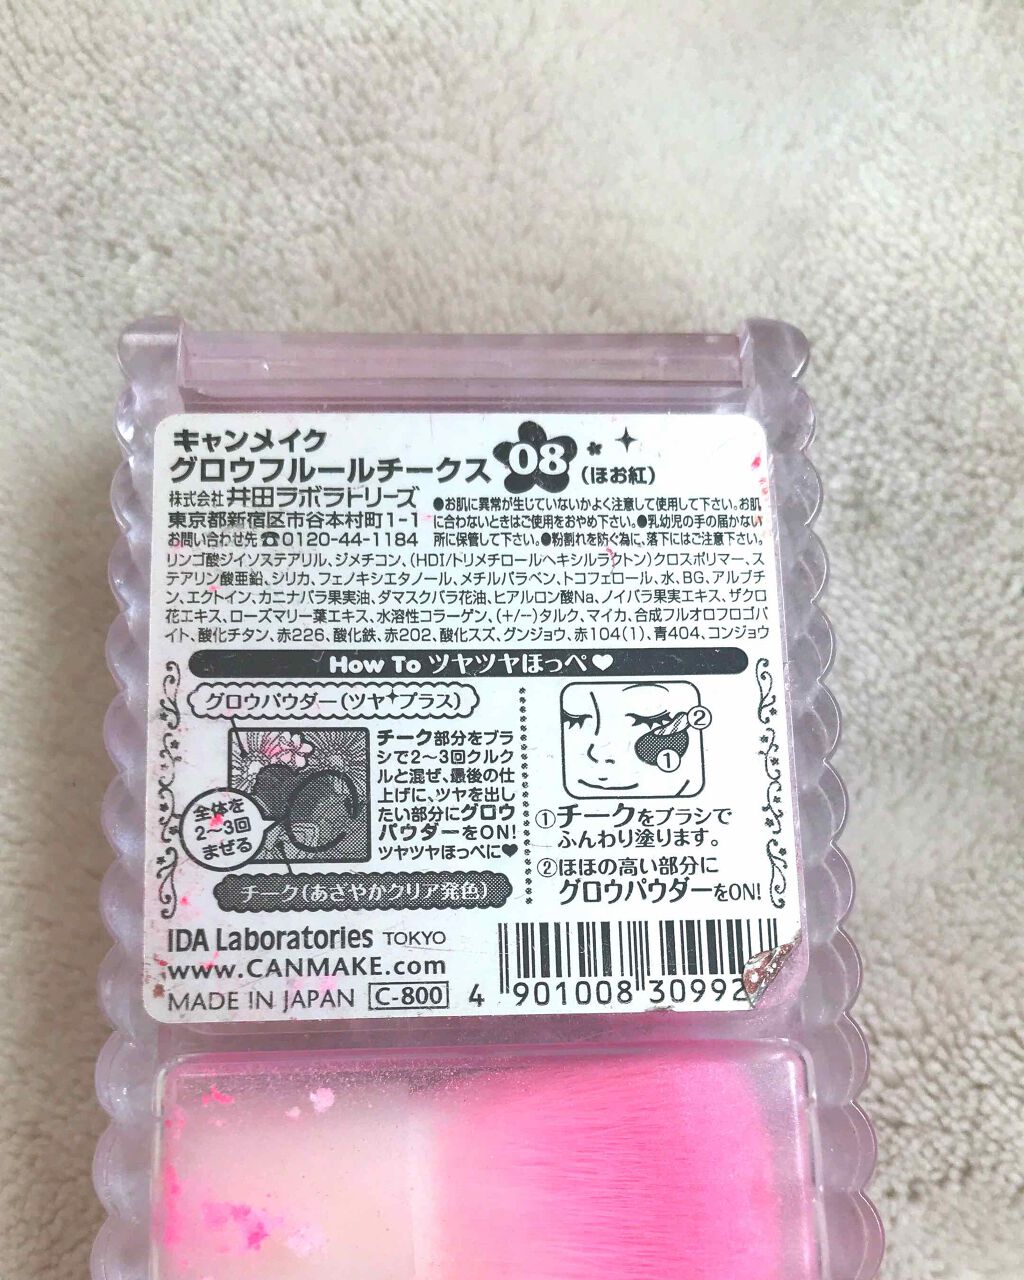 キャンメイク
グロウフルールチークス 08 (ほお紅)
株式会社 井田ラボラトリーズ
東京都新宿区市谷本村町1-1
お問い合わせ先☎0120-44-1184
●お肌に異常が生じていないかよく注意して使用して下さい。お肌
に合わないときはご使用をおやめ下さい。●乳幼児の手の届かない
所に保管して下さい。●粉割れを防ぐ為に、落下にはご注意下さい。
リンゴ酸ジイソステアリル、ジメチコン、(HDI/トリメチロールヘキシルラクトン)クロスポリマー、ス
テアリン酸亜鉛、シリカ、フェノキシエタノール、メチルパラベン、トコフェロール、水、BG、アルブチ
ン、エクトイン、カニナバラ果実油、ダマスクバラ花油、ヒアルロン酸Na、ノイバラ果実エキス、ザクロ
花エキス、ローズマリー葉エキス、水溶性コラーゲン、(+/-)タルク、マイカ、合成フルオロフロゴパ
イト、酸化チタン、赤226、酸化鉄、赤202、酸化スズ、グンジョウ、赤104(1)、青404、コンジョウ
How To ツヤツヤほっぺ♥
グロウパウダー(ツヤ✦プラス)
チーク部分をブラ
シで2〜3回クルク
ルと混ぜ、最後の仕
上げに、ツヤを出し
たい部分にグロウ
パウダーをON!
ツヤツヤほっぺに♥
全体を
2〜3回
まぜる
チーク(あざやかクリア発色)
②
①
①チークをブラシで
ふんわり塗ります。
②ほほの高い部分に
グロウパウダーをON!
IDA Laboratories TOKYO
www.CANMAKE.com
MADE IN JAPAN C-800
4 901008 30992